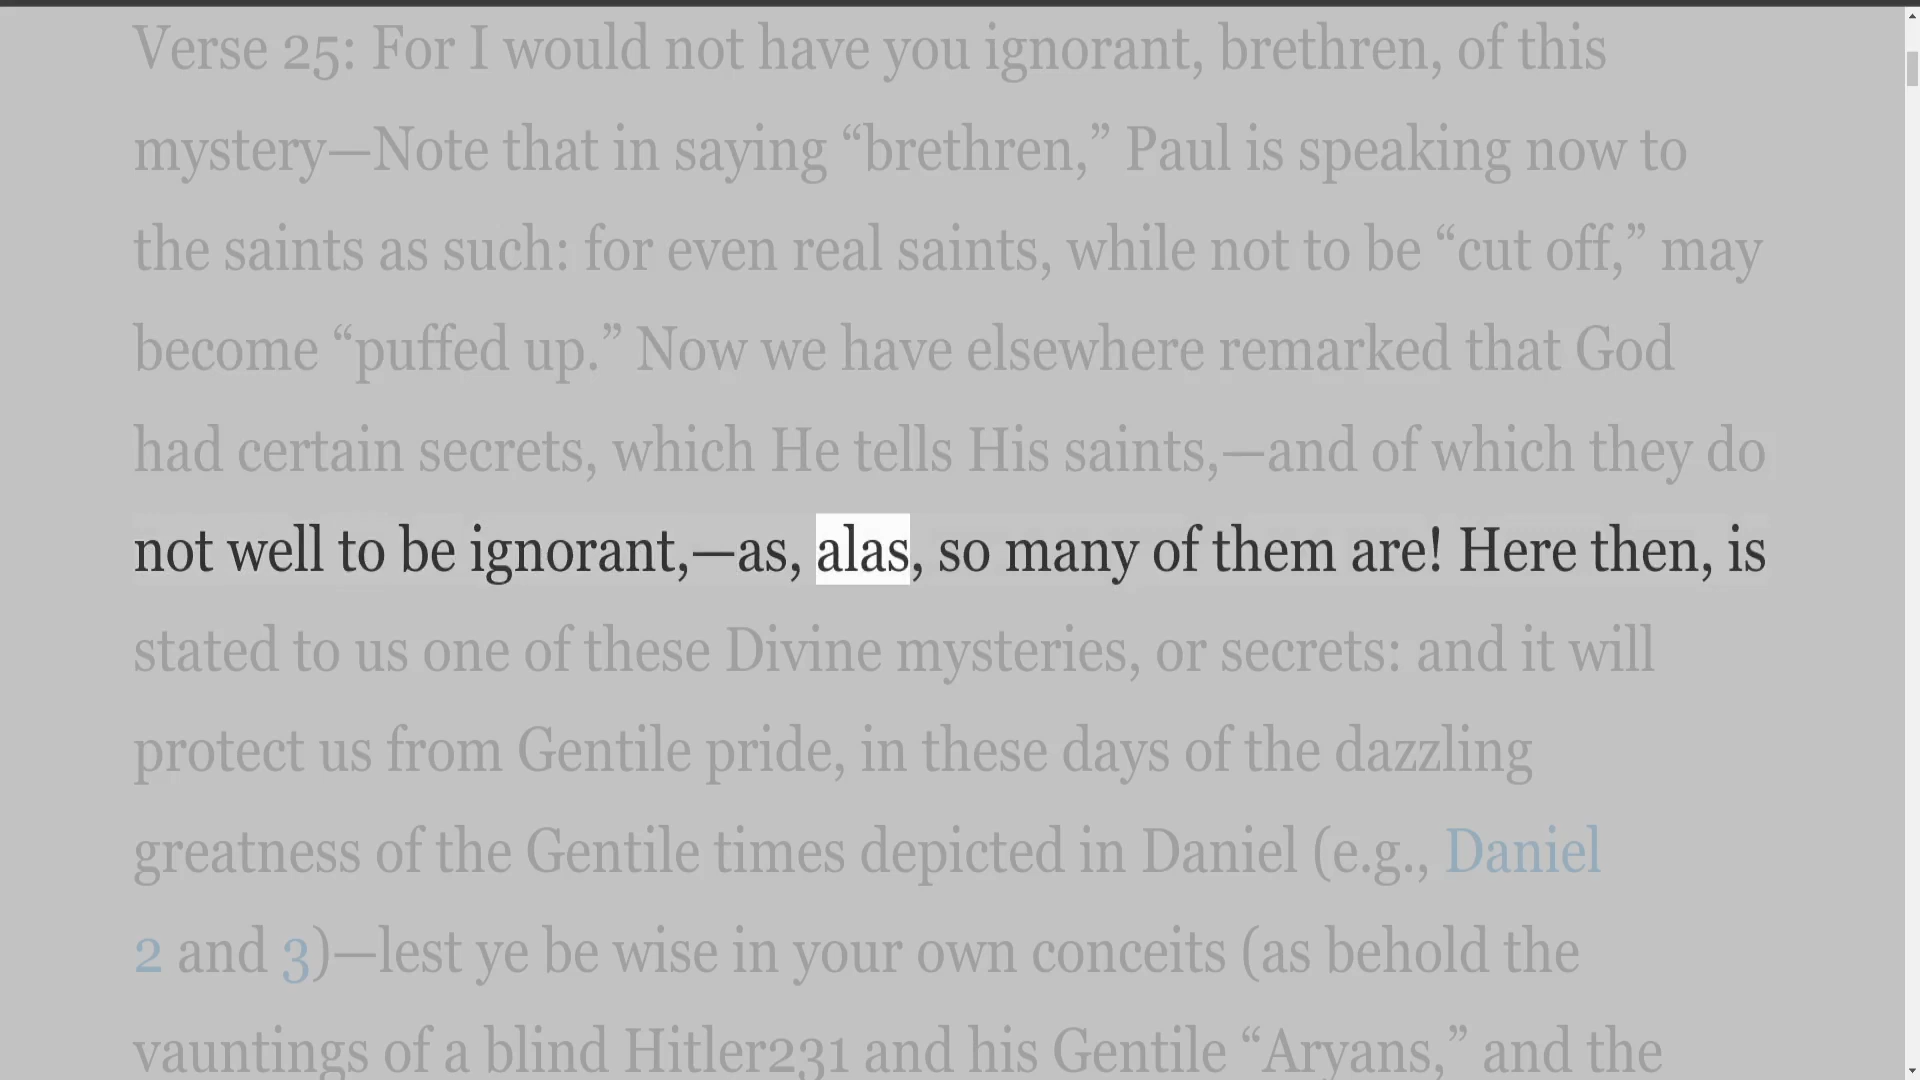 Verse 25: For I would not have you ignorant, brethren, of this
mystery—Note that in saying “brethren,” Paul is speaking now to
the saints as such: for even real saints, while not to be “cut off,” may
become “puffed up.” Now we have elsewhere remarked that God
had certain secrets, which He tells His saints,—and of which they do
not well to be ignorant,—as, alas, so many of them are! Here then, is
stated to us one of these Divine mysteries, or secrets: and it will
protect us from Gentile pride, in these days of the dazzling
greatness of the Gentile times depicted in Daniel (e.g., Daniel
2 and 3)—lest ye be wise in your own conceits (as behold the
vauntings of a blind Hitler231 and his Gentile “Aryans,” and the